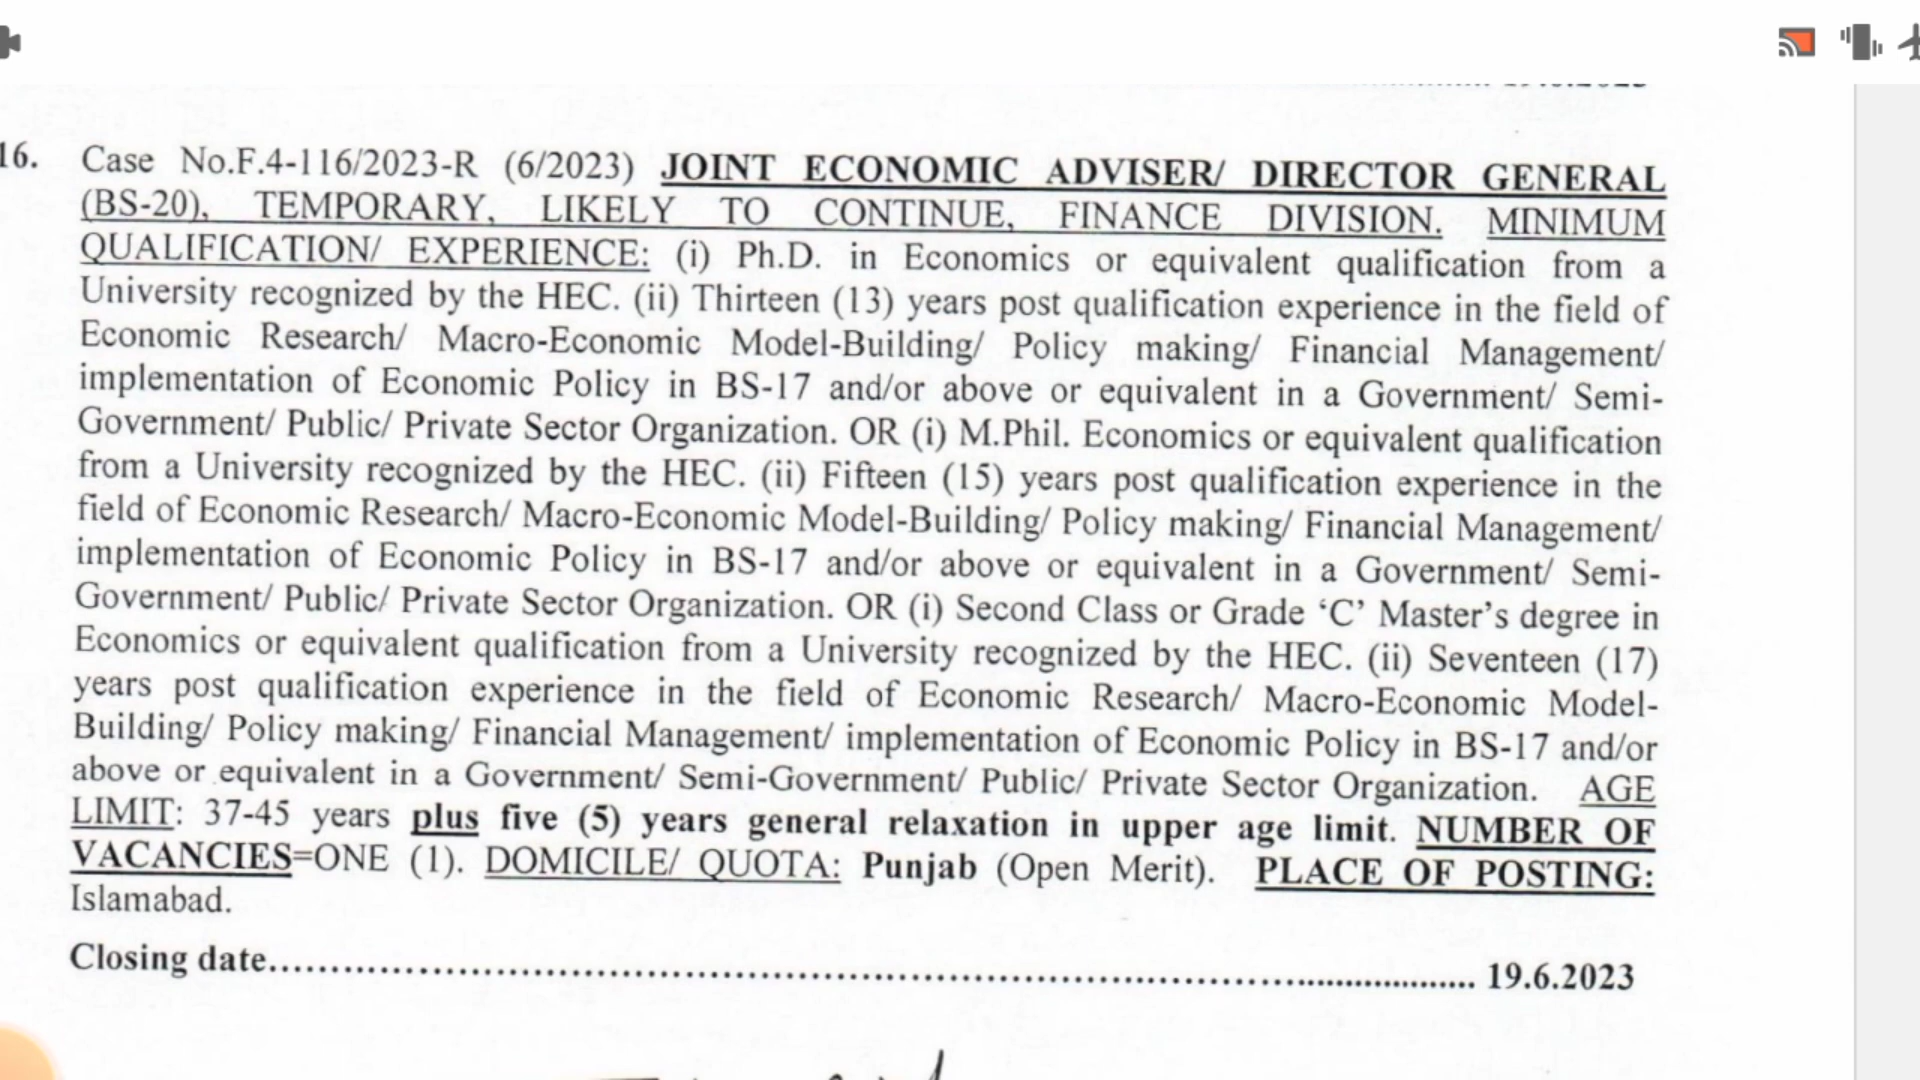 16. Case No.F.4-116/2023-R (6/2023) JOINT ECONOMIC ADVISER/ DIRECTOR GENERAL
(BS-20), TEMPORARY, LIKELY TO CONTINUE, FINANCE DIVISION. MINIMUM
QUALIFICATION/ EXPERIENCE: (i) Ph.D. in Economics or equivalent qualification from a
University recognized by the HEC. (ii) Thirteen (13) years post qualification experience in the field of
Economic Research/ Macro-Economic Model-Building/ Policy making/ Financial Management/
implementation of Economic Policy in BS-17 and/or above or equivalent in a Government/ Semi-
Government/ Public/ Private Sector Organization. OR (i) M.Phil. Economics or equivalent qualification
from a University recognized by the HEC. (ii) Fifteen (15) years post qualification experience in the
field of Economic Research/ Macro-Economic Model-Building/ Policy making/ Financial Management/
implementation of Economic Policy in BS-17 and/or above or equivalent in a Government/ Semi-
Government/ Public/ Private Sector Organization. OR (i) Second Class or Grade ‘C’ Master’s degree in
Economics or equivalent qualification from a University recognized by the HEC. (ii) Seventeen (17)
years post qualification experience in the field of Economic Research/ Macro-Economic Model-
Building/ Policy making/ Financial Management/ implementation of Economic Policy in BS-17 and/or
above or equivalent in a Government/ Semi-Government/ Public/ Private Sector Organization. AGE
LIMIT: 37-45 years plus five (5) years general relaxation in upper age limit. NUMBER OF
VACANCIES=ONE (1). DOMICILE/ QUOTA: Punjab (Open Merit). PLACE OF POSTING:
Islamabad.
Closing date.......................................................................................................... 19.6.2023